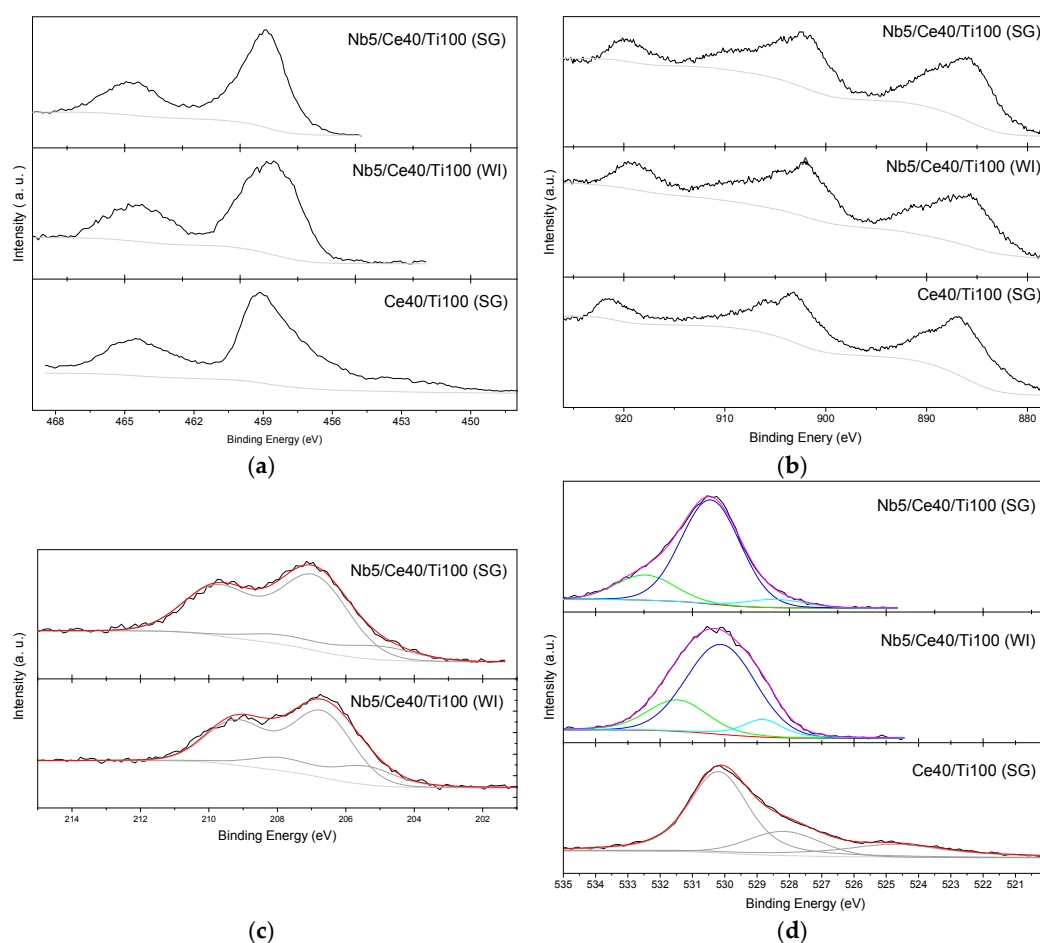 Nb5/Ce40/Ti100 (SG)
Nb5/Ce40/Ti100 (WI)
Ce40/Ti100 (SG)
Intensity ( a. u. )
468 465 462 459 456 453 450
Binding Energy (eV)
(a)
Nb5/Ce40/Ti100 (SG)
Nb5/Ce40/Ti100 (WI)
Ce40/Ti100 (SG)
Intensity (a.u.)
920 910 900 890 880
Binding Enery (eV)
(b)
Nb5/Ce40/Ti100 (SG)
Nb5/Ce40/Ti100 (WI)
Intensity (a. u.)
214 212 210 208 206 204 202
Binding Energy (eV)
(c)
Nb5/Ce40/Ti100 (SG)
Nb5/Ce40/Ti100 (WI)
Ce40/Ti100 (SG)
Intensity (a.u.)
535 534 533 531 530 529 528 527 525 524 523 521
Binding Energy (eV)
(d)